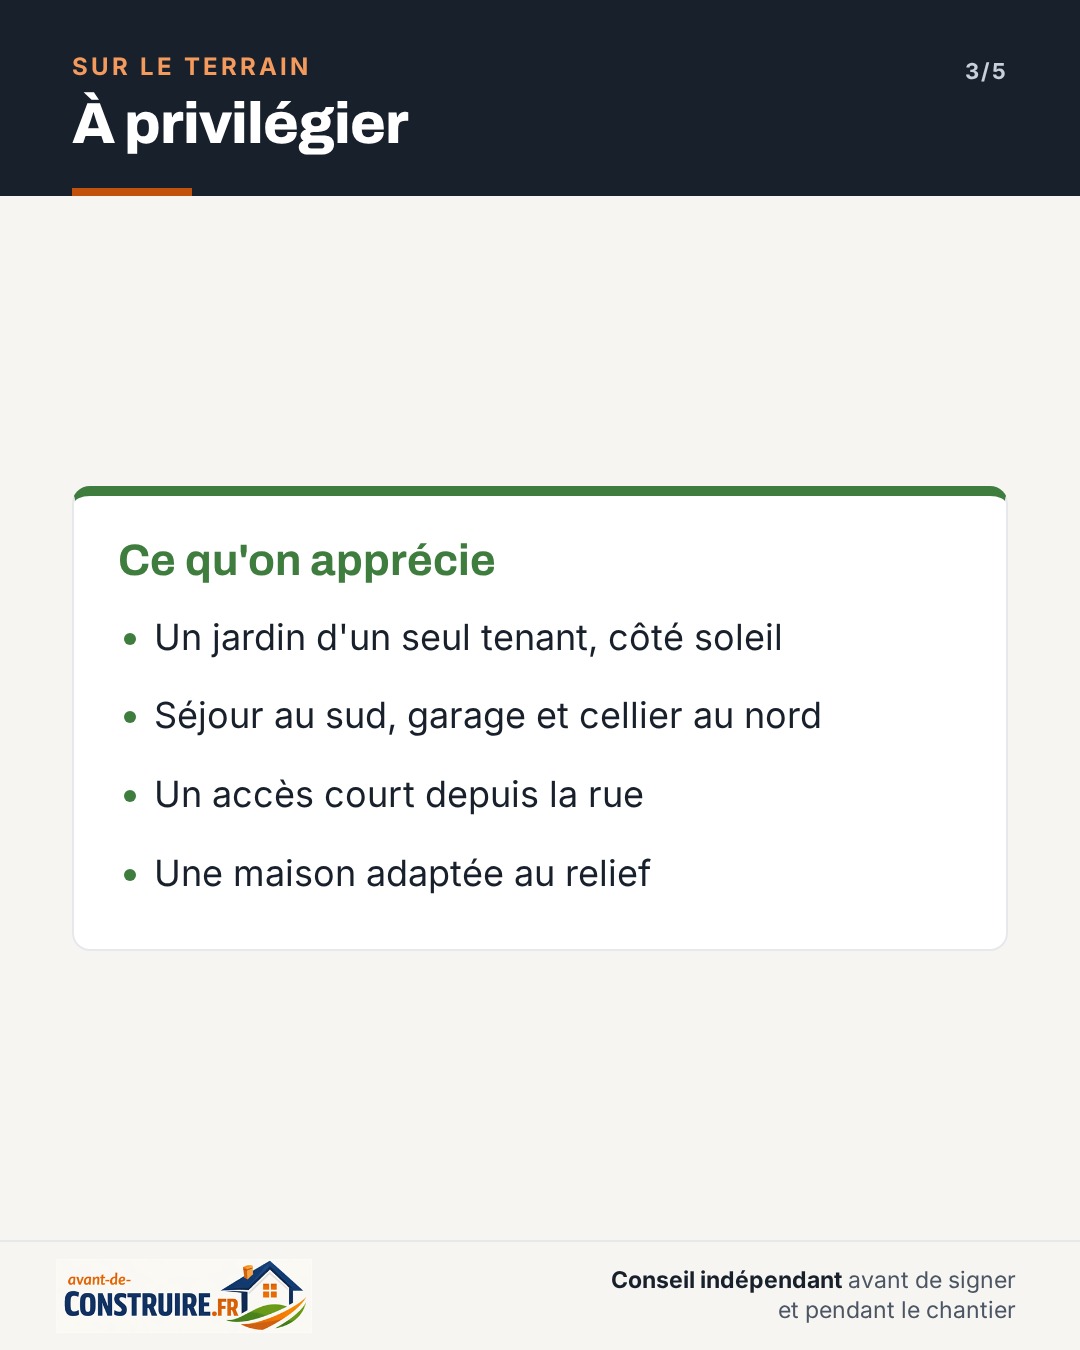 SUR LE TERRAIN
3/5
À privilégier
Ce qu'on apprécie
• Un jardin d'un seul tenant, côté soleil
• Séjour au sud, garage et cellier au nord
• Un accès court depuis la rue
• Une maison adaptée au relief
avant-de-
CONSTRUIRE.FR
Conseil indépendant avant de signer
et pendant le chantier